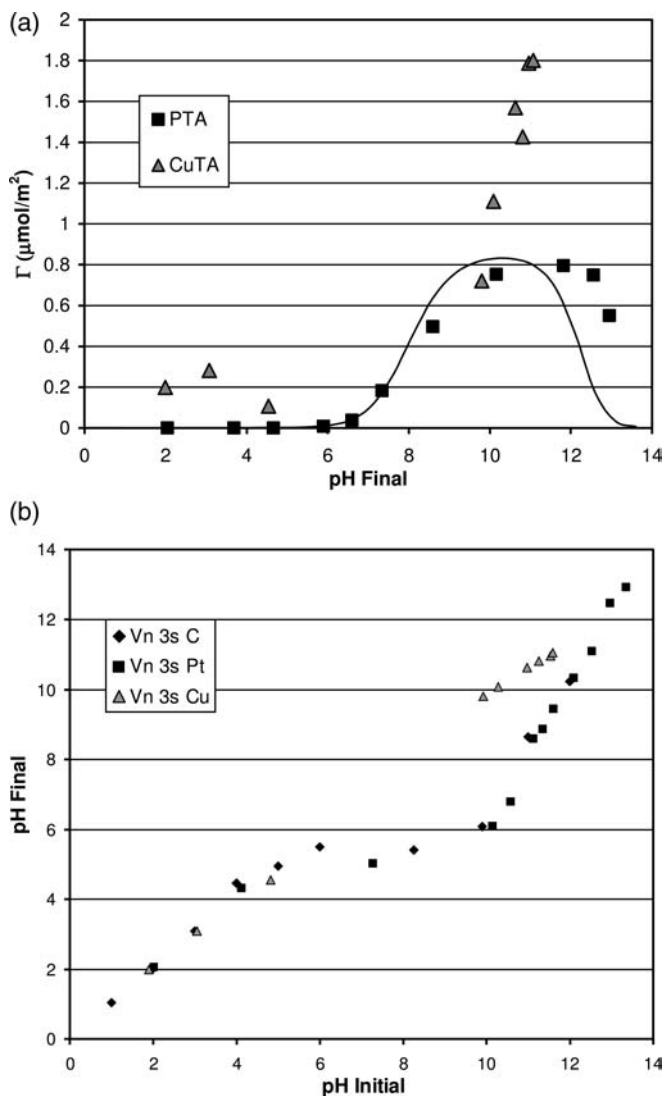 (a)
2
1.8
1.6
1.4
1.2
1
0.8
0.6
0.4
0.2
0
Γ (μmol/m²)
PTA
CuTA
0 2 4 6 8 10 12 14
pH Final
(b)
14
12
10
8
6
4
2
0
pH Final
Vn 3s C
Vn 3s Pt
Vn 3s Cu
0 2 4 6 8 10 12 14
pH Initial